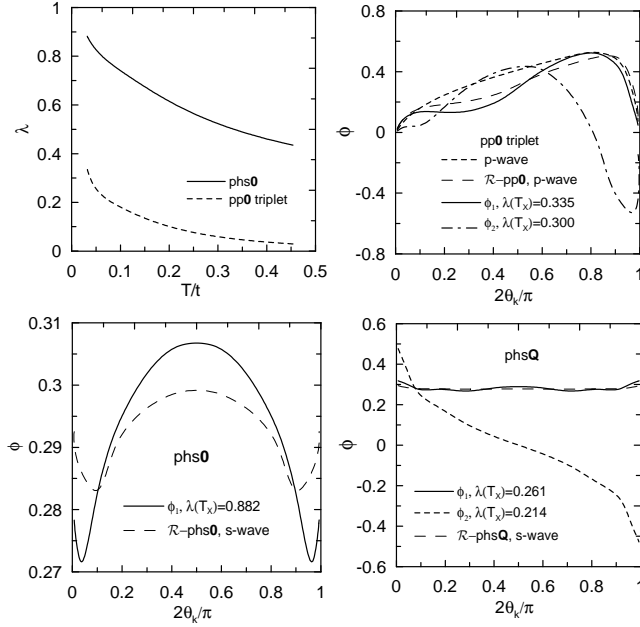 1
0.8
0.6
0.4
0.2
0
λ
phs0
pp0 triplet
0 0.1 0.2 0.3 0.4 0.5
T/t
0.8
0.4
0
-0.4
-0.8
ϕ
pp0 triplet
p-wave
ℛ–pp0, p-wave
ϕ₁, λ(Tₓ)=0.335
ϕ₂, λ(Tₓ)=0.300
0 0.2 0.4 0.6 0.8 1
2θₖ/π
0.31
0.3
0.29
0.28
0.27
ϕ
phs0
ϕ₁, λ(Tₓ)=0.882
ℛ–phs0, s-wave
0 0.2 0.4 0.6 0.8 1
2θₖ/π
0.6
0.4
0.2
0
-0.2
-0.4
-0.6
ϕ
phsQ
ϕ₁, λ(Tₓ)=0.261
ϕ₂, λ(Tₓ)=0.214
ℛ–phsQ, s-wave
0 0.2 0.4 0.6 0.8 1
2θₖ/π